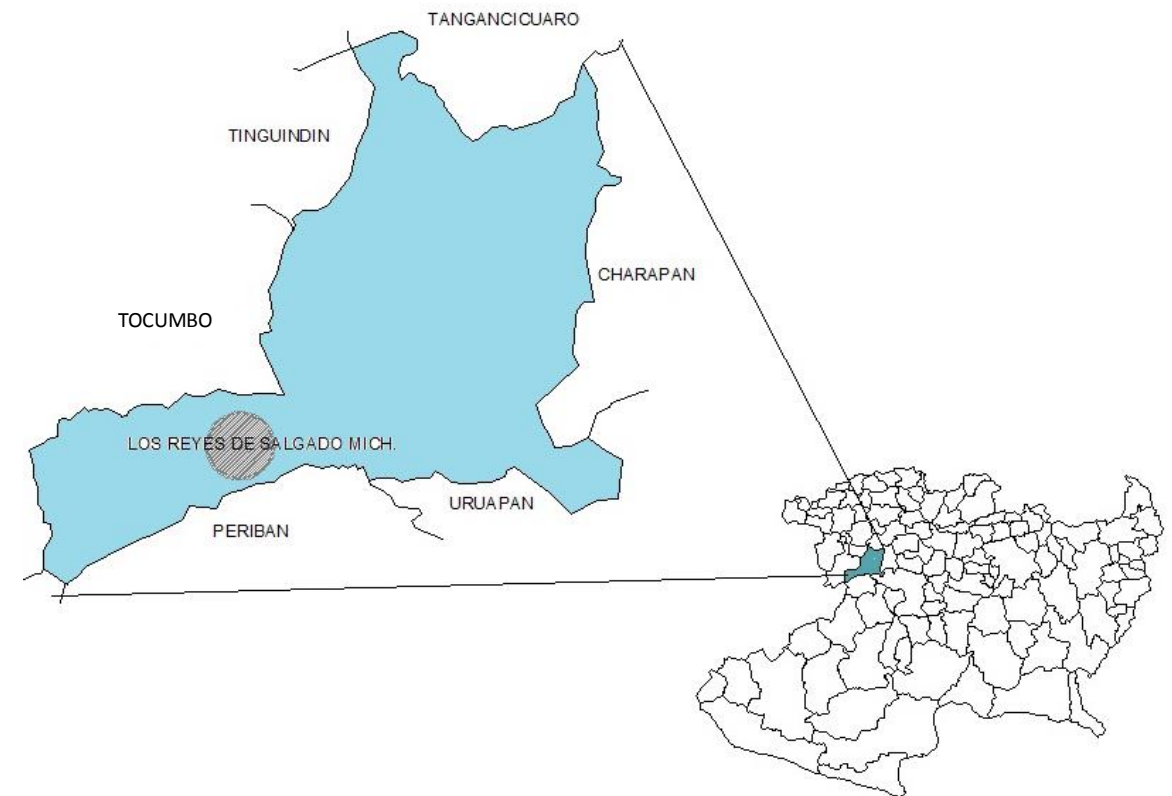 TANGANCICUARO
TINGUINDIN
CHARAPAN
TOCUMBO
LOS REYES DE SALGADO MICH.
URUAPAN
PERIBAN